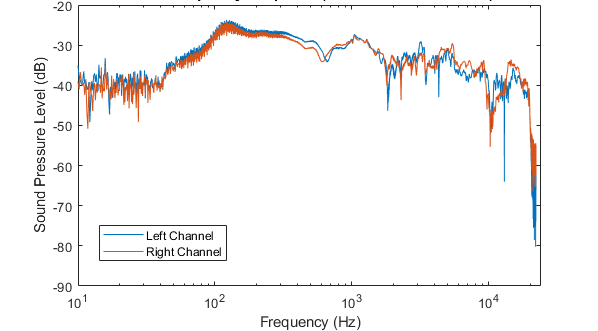 -20
-30
-40
-50
-60
-70
-80
-90
Sound Pressure Level (dB)
Left Channel
Right Channel
10^1 10^2 10^3 10^4
Frequency (Hz)